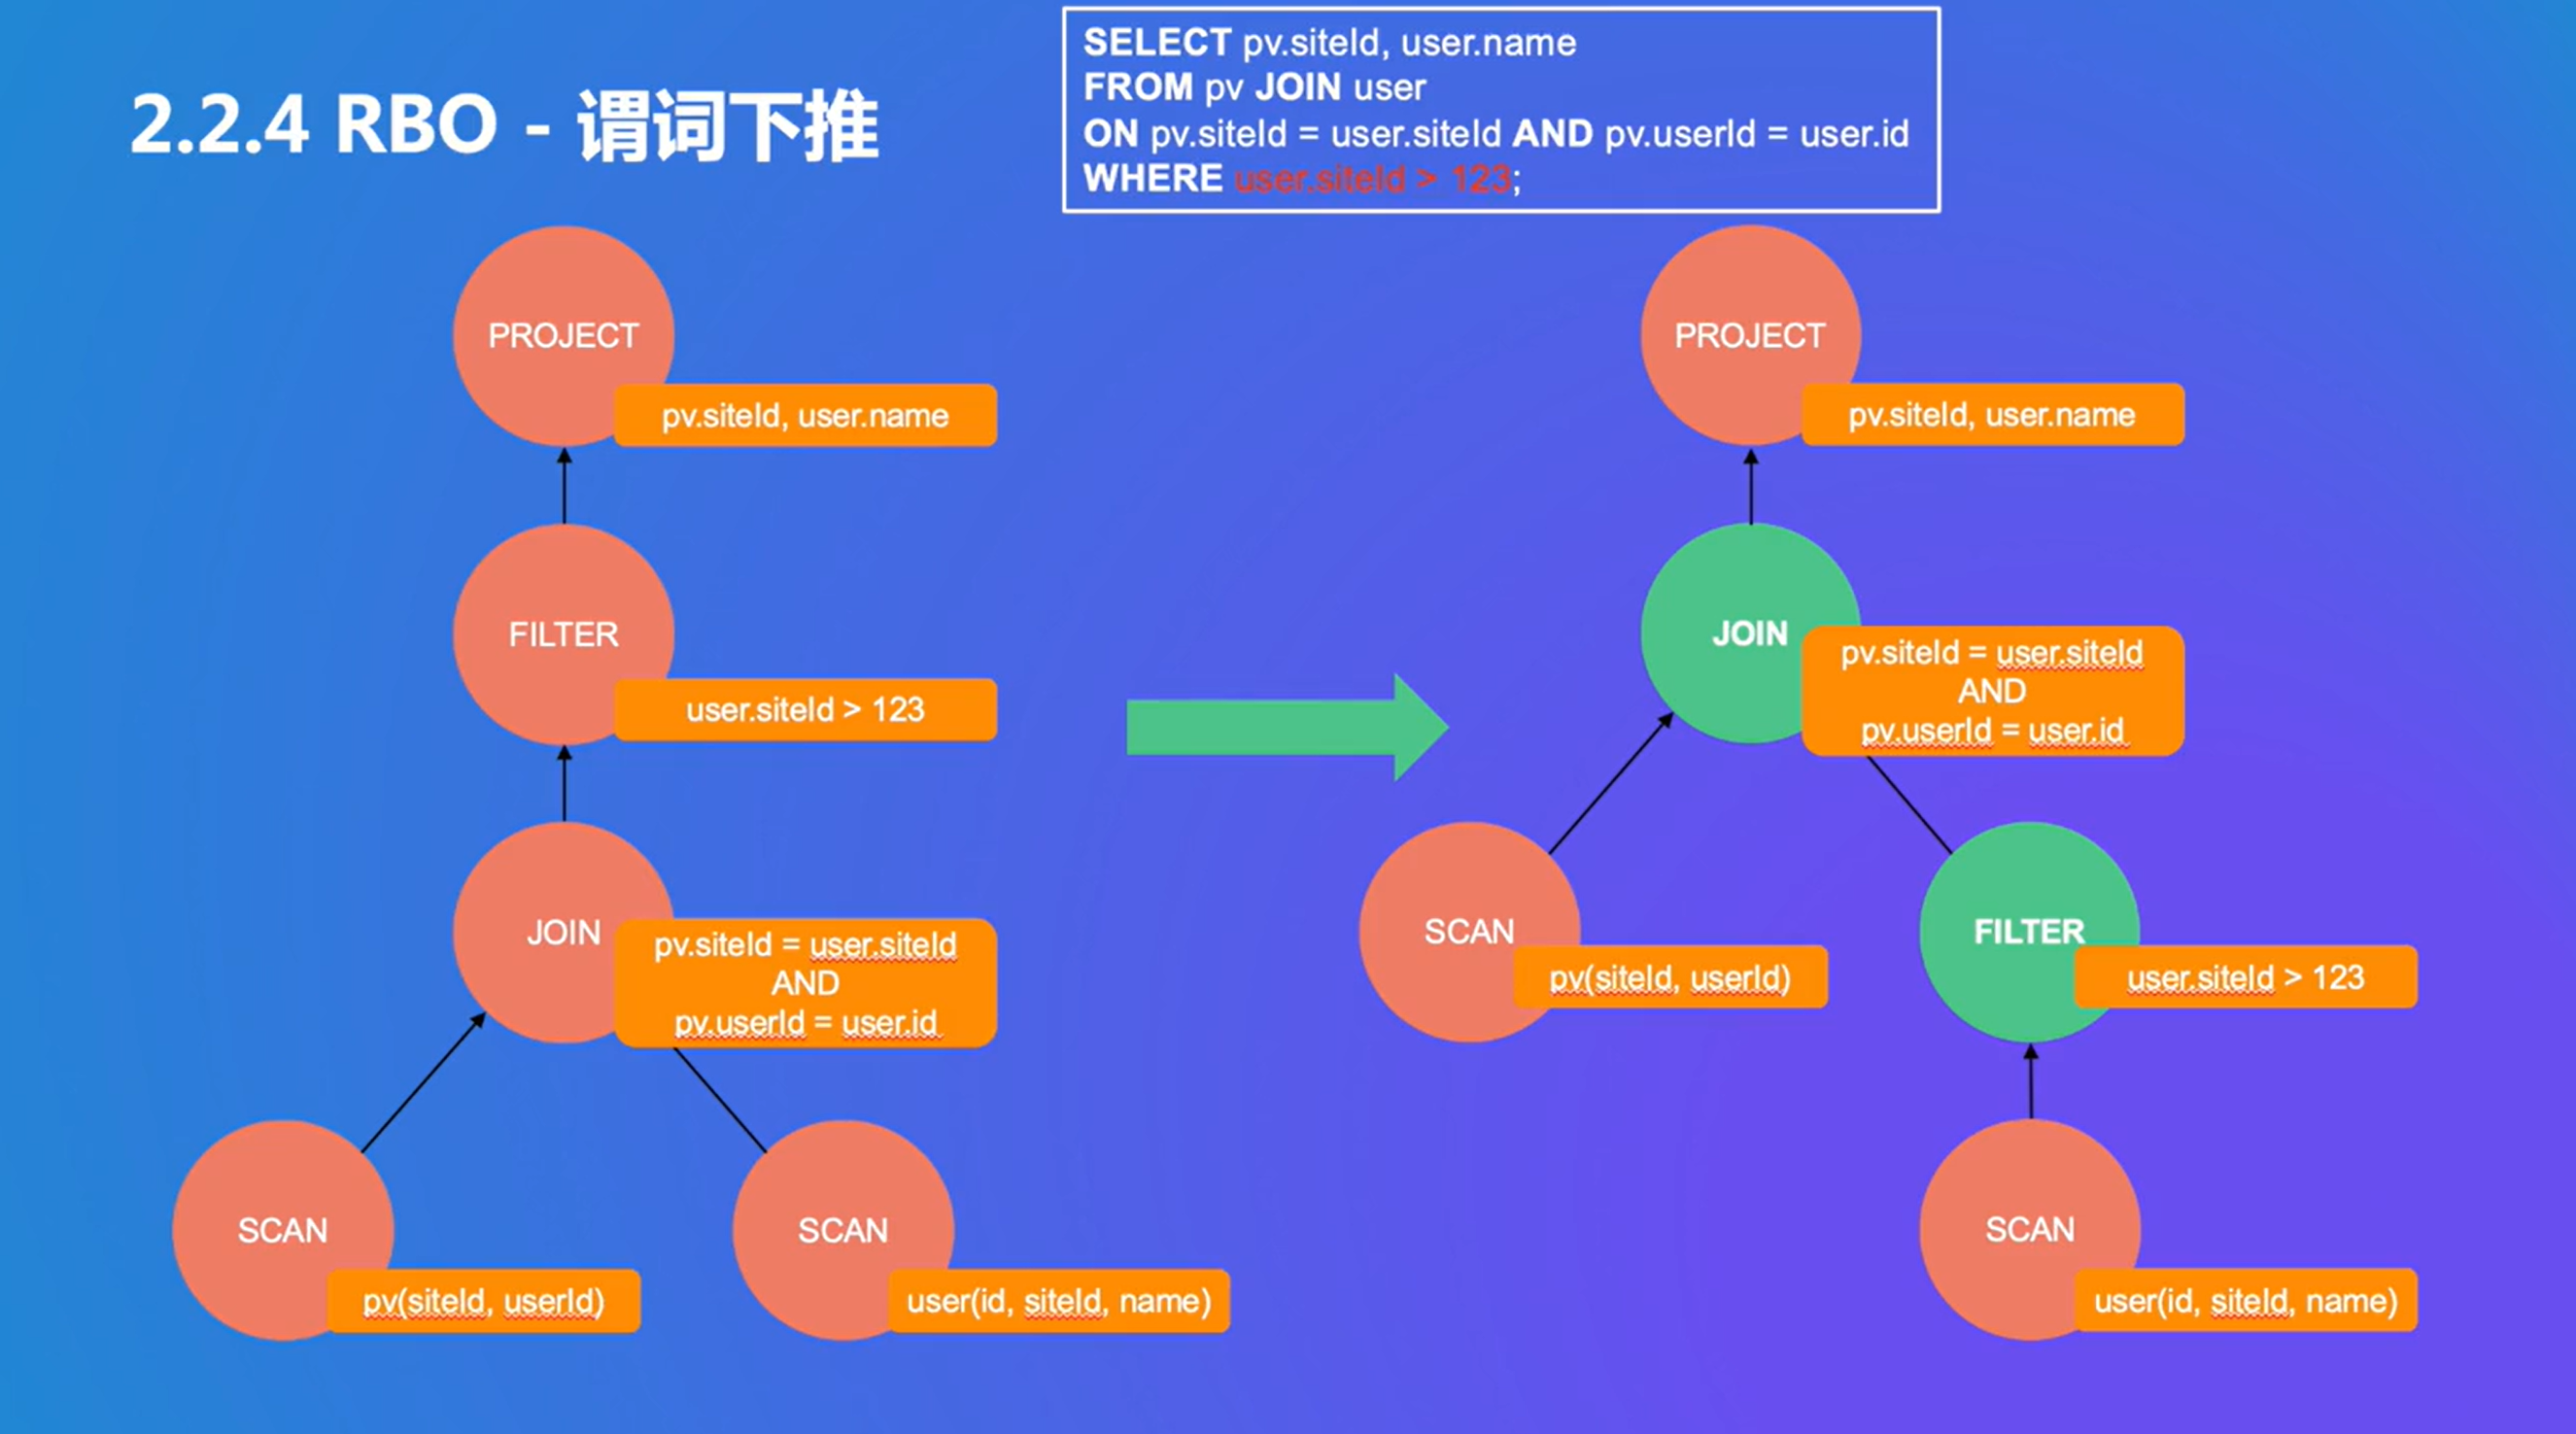 2.2.4 RBO - 谓词下推
SELECT pv.siteId, user.name
FROM pv JOIN user
ON pv.siteId = user.siteId AND pv.userId = user.id
WHERE user.siteId > 123;
PROJECT
pv.siteId, user.name
FILTER
user.siteId > 123
JOIN
pv.siteId = user.siteId
AND
pv.userId = user.id
SCAN
pv(siteId, userId)
SCAN
user(id, siteId, name)
PROJECT
pv.siteId, user.name
JOIN
pv.siteId = user.siteId
AND
pv.userId = user.id
SCAN
pv(siteId, userId)
FILTER
user.siteId > 123
SCAN
user(id, siteId, name)